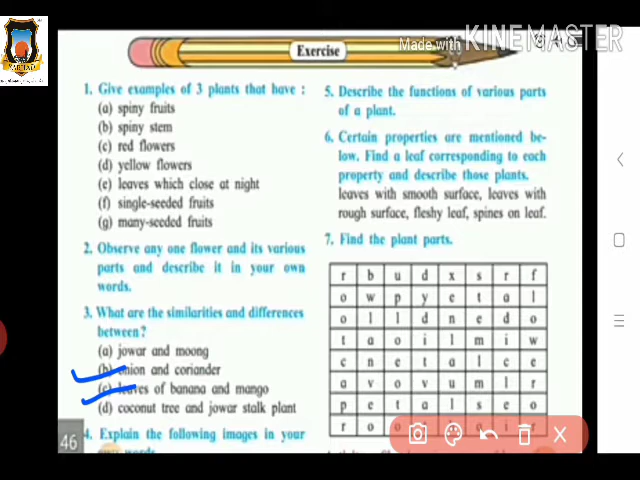 Made with KINEMASTER
Exercise
1. Give examples of 3 plants that have :
(a) spiny fruits
(b) spiny stem
(c) red flowers
(d) yellow flowers
(e) leaves which close at night
(f) single-seeded fruits
(g) many-seeded fruits
2. Observe any one flower and its various
parts and describe it in your own
words.
3. What are the similarities and differences
between?
(a) jowar and moong
(b) onion and coriander
(c) leaves of banana and mango
(d) coconut tree and jowar stalk plant
4. Explain the following images in your
own words.
46
5. Describe the functions of various parts
of a plant.
6. Certain properties are mentioned be-
low. Find a leaf corresponding to each
property and describe those plants.
leaves with smooth surface, leaves with
rough surface, fleshy leaf, spines on leaf.
7. Find the plant parts.
r b u d x s r f
o w p y e t a l
o l l d n e d o
t a o i l m i w
c n e t a l c e
a v o v u m l r
p e t a l s e o
r o o t